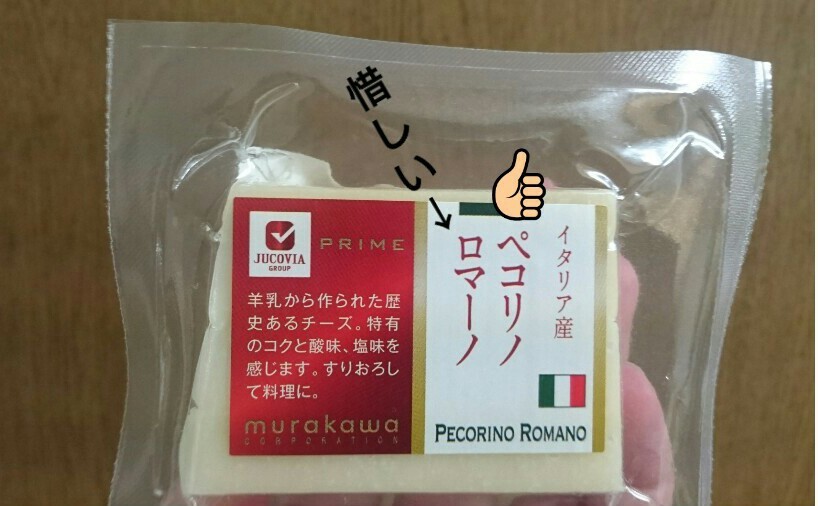 惜しい→
JUCOVIA
GROUP
PRIME
羊乳から作られた歴
史あるチーズ。特有
のコクと酸味、塩味を
感じます。すりおろし
て料理に。
murakawa
CORPORATION
イタリア産
ペコリノ
ロマーノ
PECORINO ROMANO